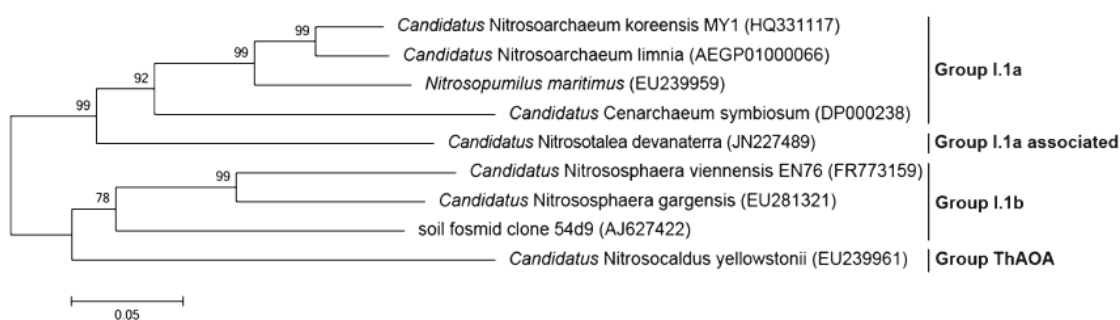 99
Candidatus Nitrosoarchaeum koreensis MY1 (HQ331117)
99
Candidatus Nitrosoarchaeum limnia (AEGP01000066)
92
Nitrosopumilus maritimus (EU239959)
Group I.1a
99
Candidatus Cenarchaeum symbiosum (DP000238)
Candidatus Nitrosotalea devanaterra (JN227489)
Group I.1a associated
99
Candidatus Nitrososphaera viennensis EN76 (FR773159)
78
Candidatus Nitrososphaera gargensis (EU281321)
Group I.1b
soil fosmid clone 54d9 (AJ627422)
Candidatus Nitrosocaldus yellowstonii (EU239961)
Group ThAOA
0.05